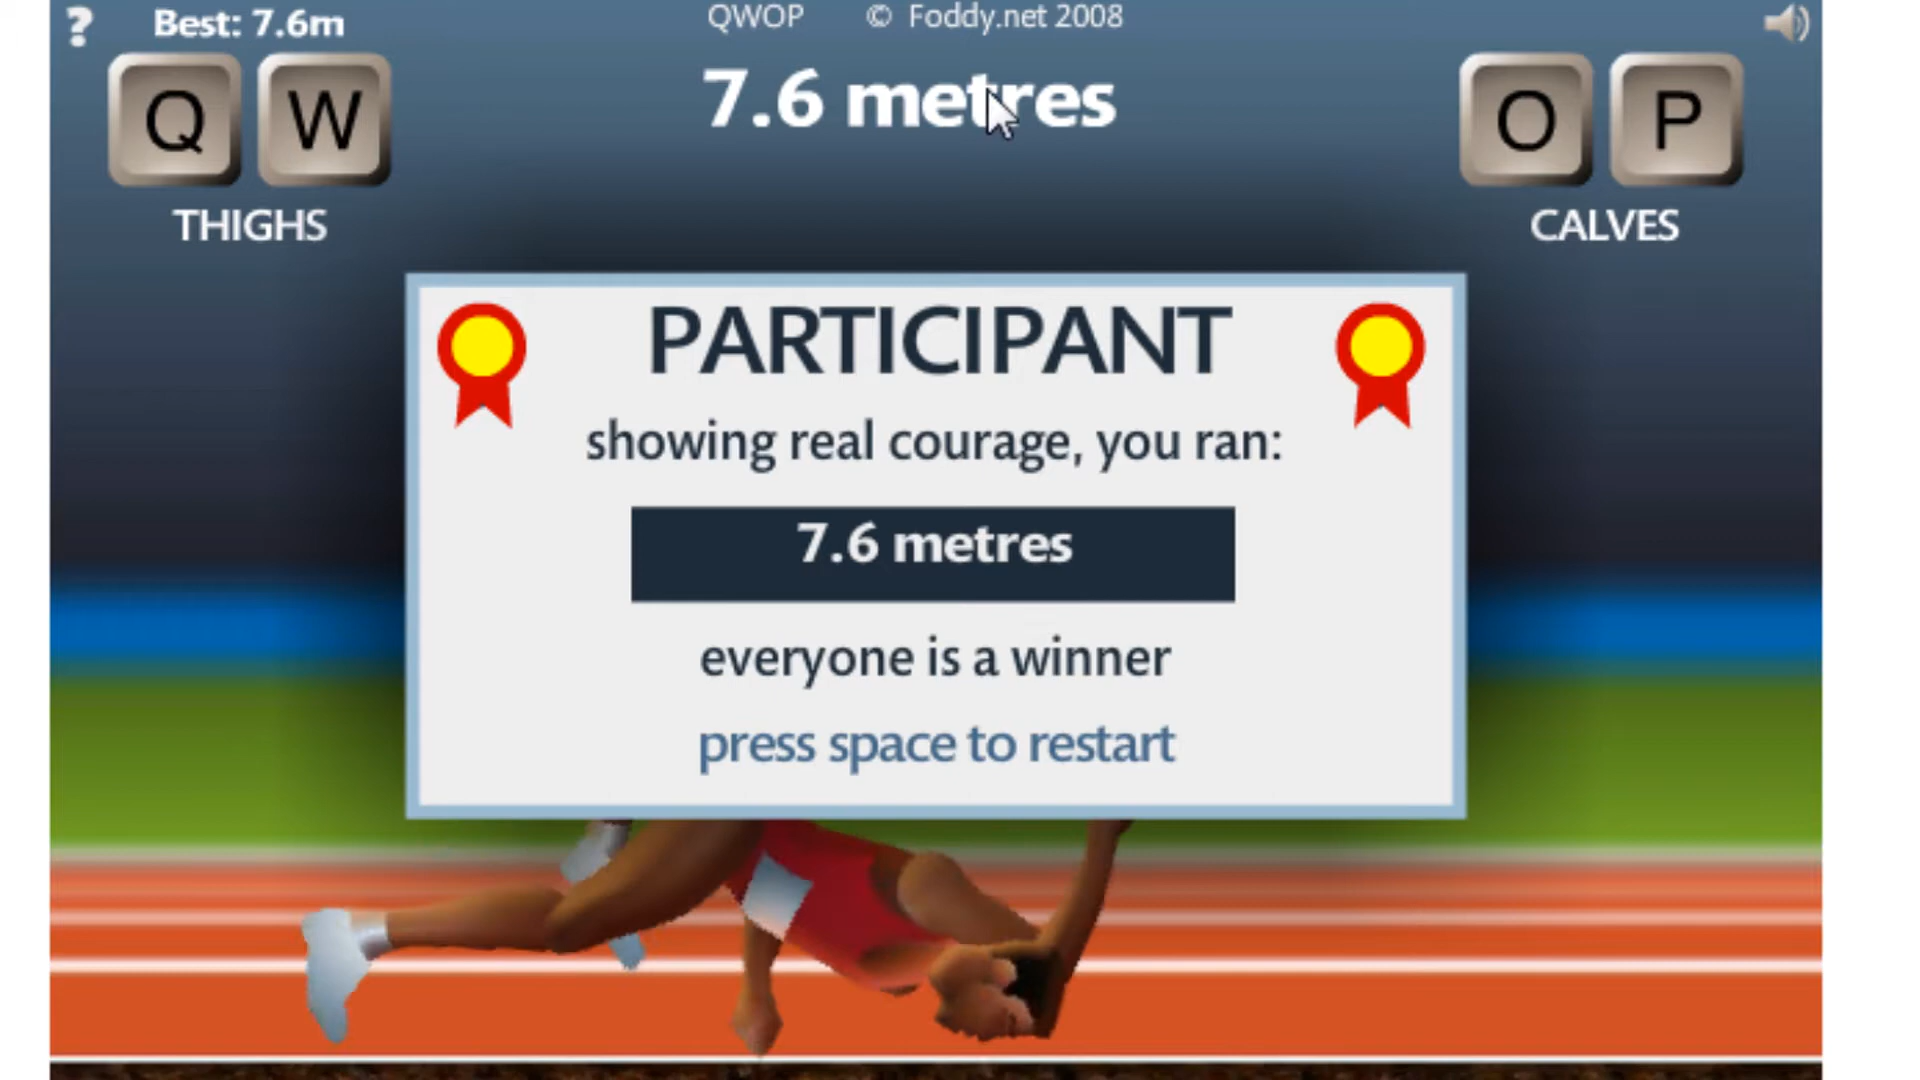 ? Best: 7.6m QWOP © Foddy.net 2008
7.6 metres
Q W O P
THIGHS CALVES
PARTICIPANT
showing real courage, you ran:
7.6 metres
everyone is a winner
press space to restart